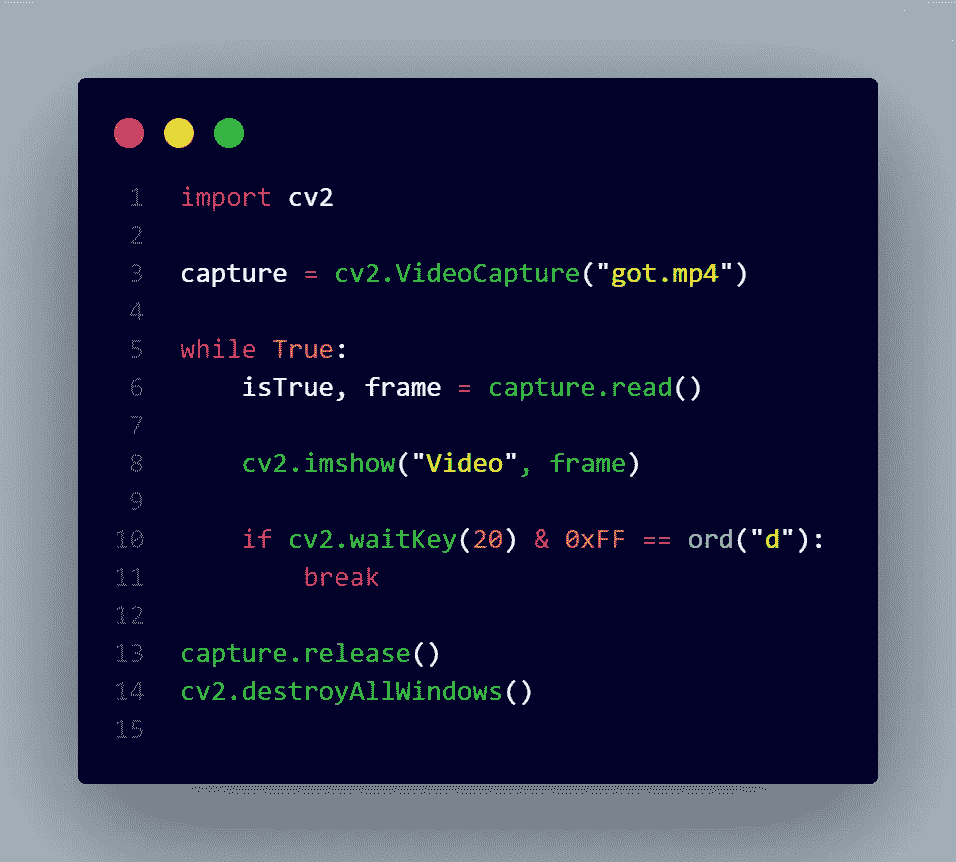 1 import cv2
2
3 capture = cv2.VideoCapture("got.mp4")
4
5 while True:
6     isTrue, frame = capture.read()
7
8     cv2.imshow("Video", frame)
9
10     if cv2.waitKey(20) & 0xFF == ord("d"):
11         break
12
13 capture.release()
14 cv2.destroyAllWindows()
15